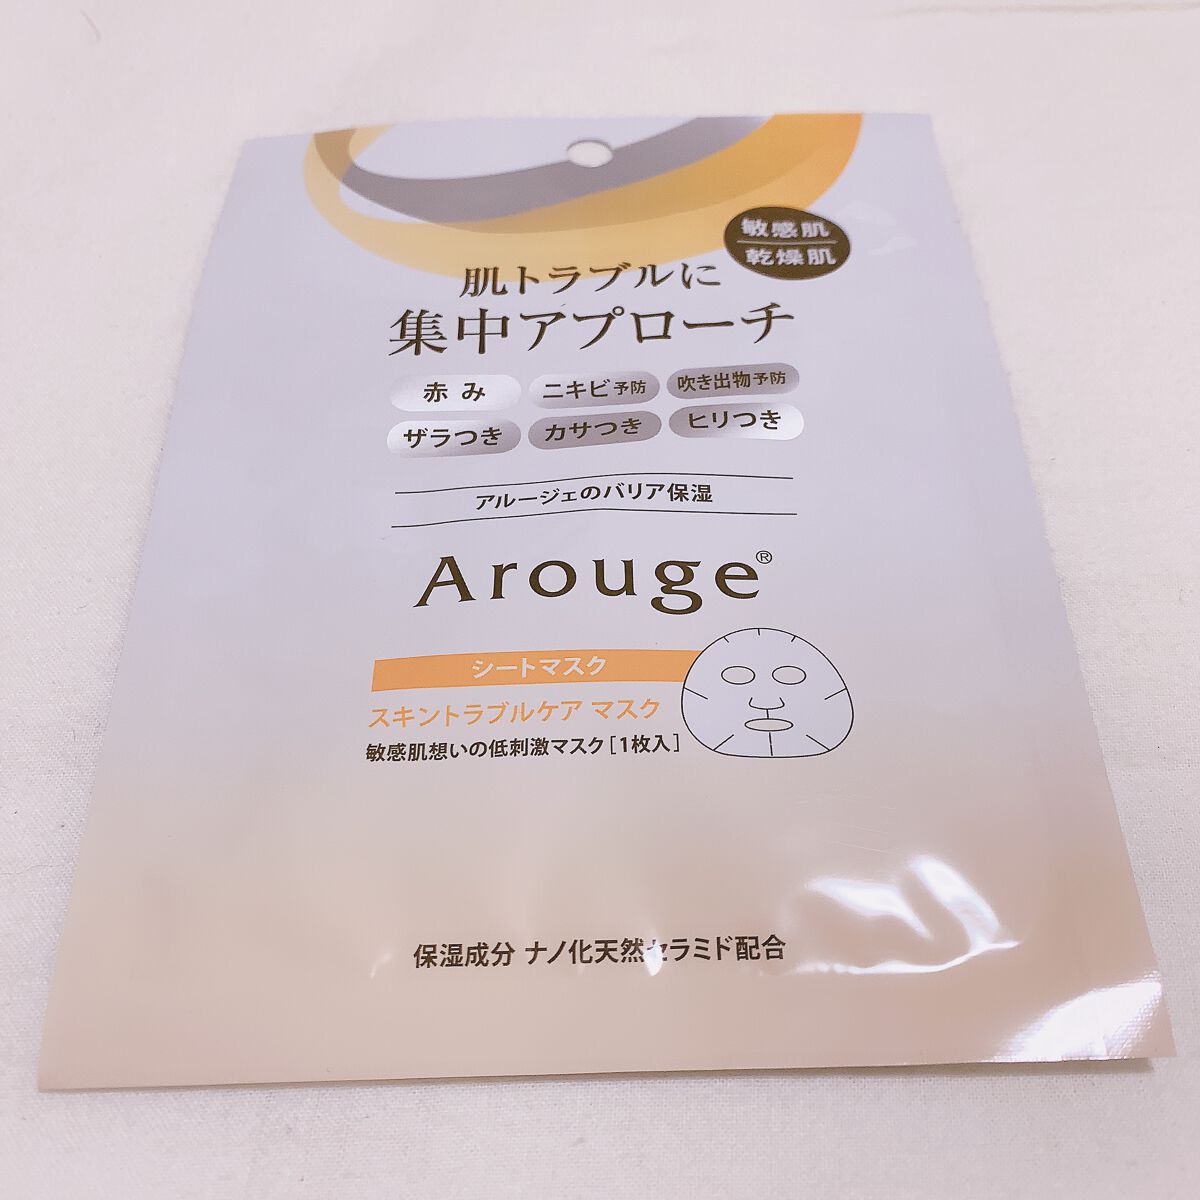 敏感肌
乾燥肌
肌トラブルに
集中アプローチ
赤み ニキビ予防 吹き出物予防
ザラつき カサつき ヒリつき
アルージェのバリア保湿
Arouge®
シートマスク
スキントラブルケア マスク
敏感肌想いの低刺激マスク［1枚入］
保湿成分 ナノ化天然セラミド配合